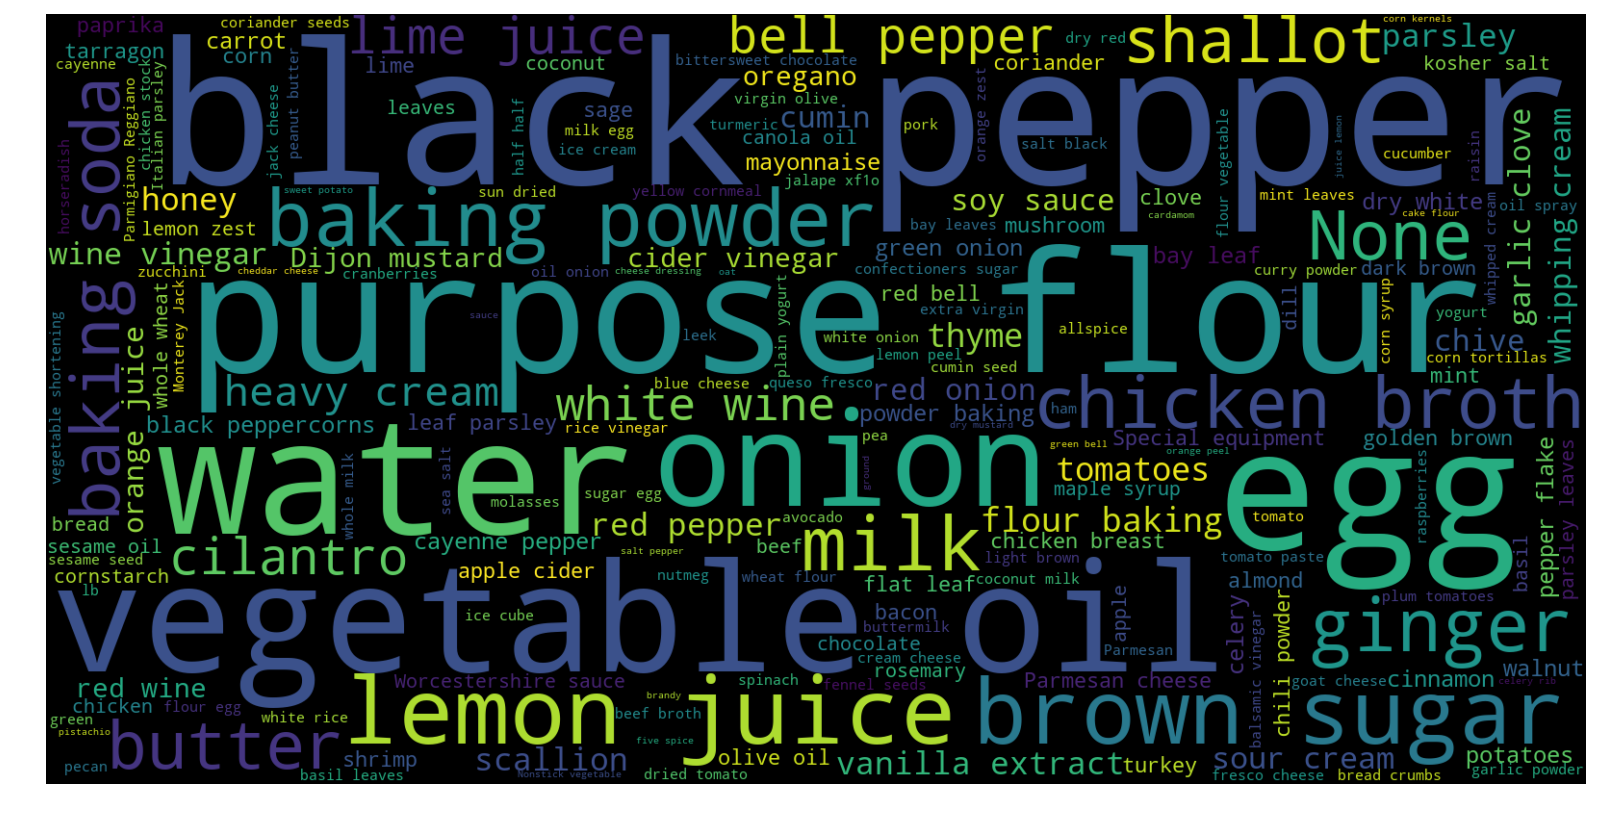 paprika
coriander seeds
carrot
lime juice
bell pepper
shallot
parsley
corn kernels
tarragon
corn
lime
coconut
bittersweet chocolate
oregano
dry red
coriander
kosher salt
cayenne
black pepper
leaves
sage
virgin olive
cumin
milk egg
turmeric
canola oil
pork
ice cream
mayonnaise
jalape xf1o
salt black
cucumber
soda
chicken stock
Italian parsley
Parmigiano Reggiano
horseradish
jack cheese
peanut butter
half half
orange zest
flour vegetable
juice lemon
raisin
garlic clove
whipping cream
honey
sweet potato
sun dried
yellow cornmeal
soy sauce
clove
cardamom
mint leaves
dry white
oil spray
cake flour
lemon zest
baking powder
bay leaves
mushroom
None
wine vinegar
Dijon mustard
cider vinegar
green onion
bay leaf
whipped cream
zucchini
cheddar cheese
cranberries
oil onion
cheese dressing
oat
confectioners sugar
curry powder
dark brown
purpose flour
red bell
extra virgin
sauce
leek
white onion
thyme
allspice
dill
corn syrup
yogurt
chive
plain yogurt
lemon peel
cumin seed
corn tortillas
mint
baking
vegetable shortening
orange juice
whole wheat
Monterey Jack
heavy cream
blue cheese
queso fresco
red onion
white wine
powder baking
ham
chicken broth
black peppercorns
leaf parsley
rice vinegar
dry mustard
pea
green bell
Special equipment
orange peel
golden brown
water
onion
egg
whole milk
sea salt
ground
tomatoes
maple syrup
molasses
sugar egg
raspberries
pepper flake
parsley leaves
bread
red pepper
avocado
milk
flour baking
tomato
sesame oil
cilantro
cayenne pepper
salt pepper
beef
chicken breast
light brown
tomato paste
basil
sesame seed
cornstarch
apple cider
nutmeg
wheat flour
flat leaf
coconut milk
almond
lb
vegetable oil
ice cube
bacon
buttermilk
apple
plum tomatoes
chocolate
cream cheese
Parmesan
celery
balsamic vinegar
chili powder
ginger
rosemary
walnut
red wine
Worcestershire sauce
spinach
fennel seeds
Parmesan cheese
goat cheese
cinnamon
celery rib
chicken
flour egg
white rice
lemon juice
brandy
beef broth
brown sugar
green
pistachio
butter
five spice
pecan
shrimp
scallion
olive oil
vanilla extract
turkey
sour cream
potatoes
basil leaves
Nonstick vegetable
dried tomato
fresco cheese
bread crumbs
garlic powder